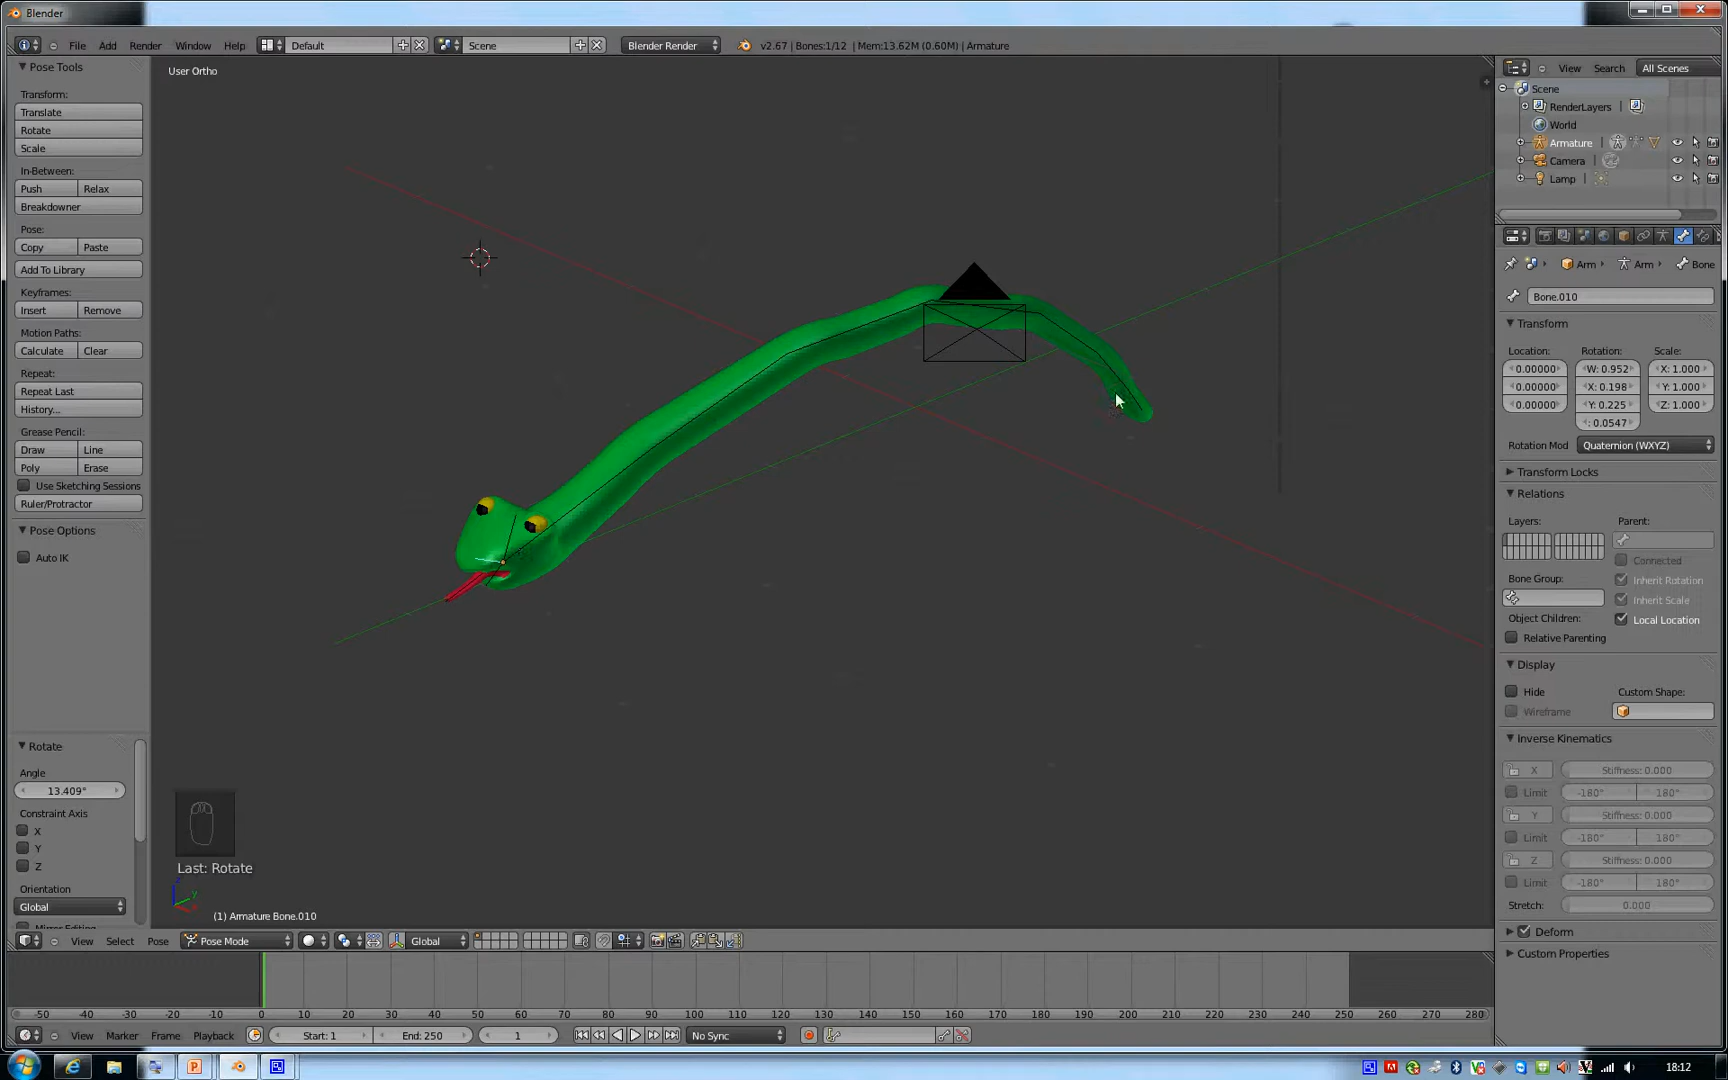 Blender
File Add Render Window Help Default Scene Blender Render v2.67 | Bones:1/12 | Mem:13.62M (0.60M) | Armature
Pose Tools
Transform:
Translate
Rotate
Scale
In-Between:
Push Relax
Breakdowner
Pose:
Copy Paste
Add To Library
Keyframes:
Insert Remove
Motion Paths:
Calculate Clear
Repeat:
Repeat Last
History...
Grease Pencil:
Draw Line
Poly Erase
Use Sketching Sessions
Ruler/Protractor
Pose Options
Auto IK
Rotate
Angle
13.409°
Constraint Axis
X
Y
Z
Orientation
Global
User Ortho
Last: Rotate
(1) Armature Bone.010
View Select Pose Pose Mode Global
View Search All Scenes
Scene
RenderLayers
World
Armature
Camera
Lamp
Arm Arm Bone
Bone.010
Transform
Location: Rotation: Scale:
0.00000 W: 0.952 X: 1.000
0.00000 X: 0.198 Y: 1.000
0.00000 Y: 0.225 Z: 1.000
: 0.0547
Rotation Mod Quaternion (WXYZ)
Transform Locks
Relations
Layers: Parent:
Connected
Bone Group: Inherit Rotation
Inherit Scale
Object Children: Local Location
Relative Parenting
Display
Hide Custom Shape:
Wireframe
Inverse Kinematics
X Stiffness: 0.000
Limit -180° 180°
Y Stiffness: 0.000
Limit -180° 180°
Z Stiffness: 0.000
Limit -180° 180°
Stretch: 0.000
Deform
Custom Properties
-50 -40 -30 -20 -10 0 10 20 30 40 50 60 70 80 90 100 110 120 130 140 150 160 170 180 190 200 210 220 230 240 250 260 270 280
View Marker Frame Playback Start: 1 End: 250 1 No Sync
18:12